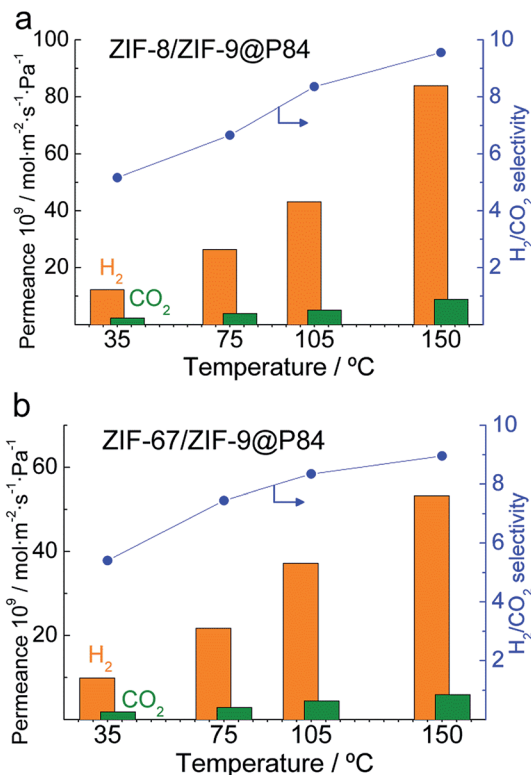 a
ZIF-8/ZIF-9@P84
Permeance 10⁹ / mol·m⁻²·s⁻¹·Pa⁻¹
100
80
60
40
20
H₂
CO₂
10
8
6
4
2
0
H₂/CO₂ selectivity
35 75 105 150
Temperature / ºC
b
ZIF-67/ZIF-9@P84
Permeance 10⁹ / mol·m⁻²·s⁻¹·Pa⁻¹
60
40
20
H₂
CO₂
10
8
6
4
2
H₂/CO₂ selectivity
35 75 105 150
Temperature / ºC